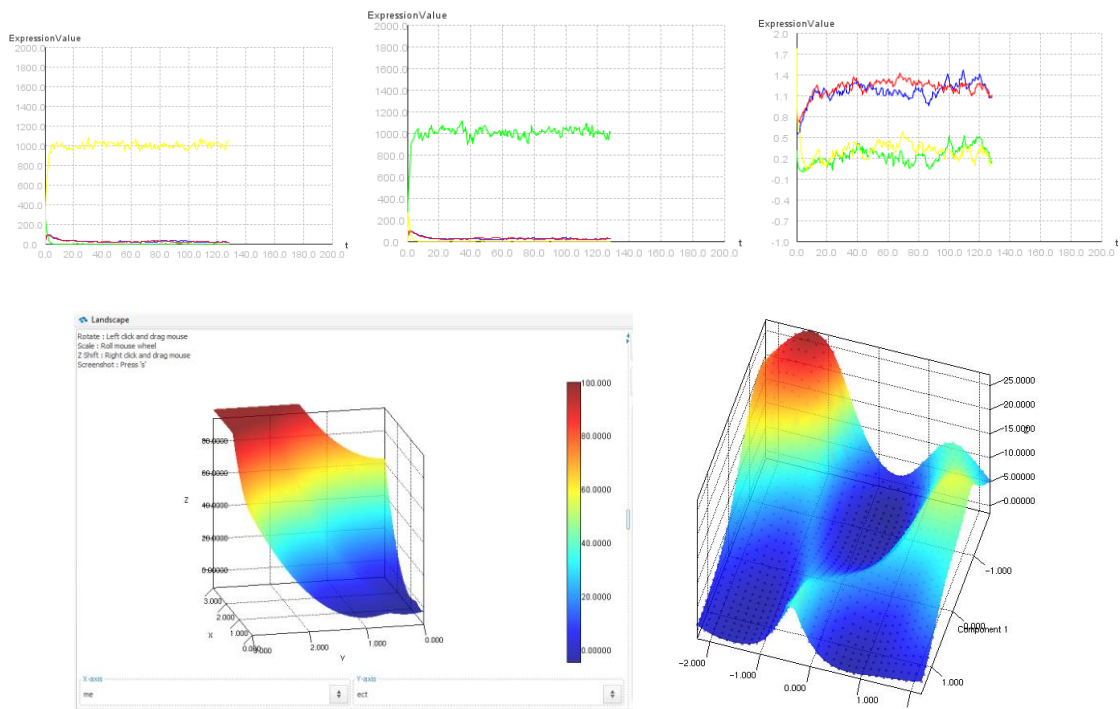 ExpressionValue
2000.0
1800.0
1600.0
1400.0
1200.0
1000.0
800.0
600.0
400.0
200.0
0.0
t
0.0 20.0 40.0 60.0 80.0 100.0 120.0 140.0 160.0 180.0 200.0
ExpressionValue
2000.0
1800.0
1600.0
1400.0
1200.0
1000.0
800.0
600.0
400.0
200.0
0.0
t
0.0 20.0 40.0 60.0 80.0 100.0 120.0 140.0 160.0 180.0 200.0
ExpressionValue
2.0
1.7
1.4
1.1
0.8
0.5
0.2
-0.1
-0.4
-0.7
-1.0
t
0.0 20.0 40.0 60.0 80.0 100.0 120.0 140.0 160.0 180.0 200.0
Landscape
Rotate : Left click and drag mouse
Scale : Roll mouse wheel
Z Shift : Right click and drag mouse
Screenshot : Press 's'
100.000
80.0000
60.0000
40.0000
20.0000
0.00000
80.0000
60.0000
40.0000
20.0000
0.00000
Z
3.000
2.000
1.000
X
2.000
1.000
0.000
Y
X-axis
me
Y-axis
ect
25.0000
20.0000
15.0000
10.0000
5.00000
0.00000
-1.000
0.000
Component 1
1.000
-2.000
-1.000
0.000
1.000